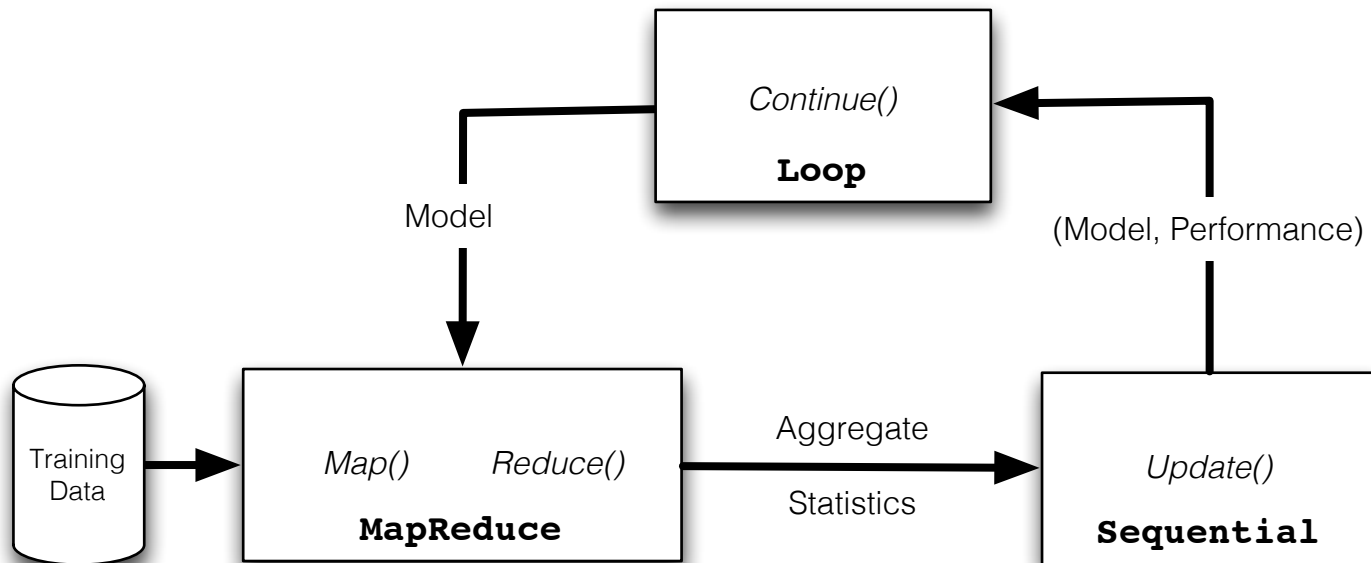 Continue()
Loop
Model
(Model, Performance)
Training
Data
Map() Reduce()
MapReduce
Aggregate
Statistics
Update()
Sequential